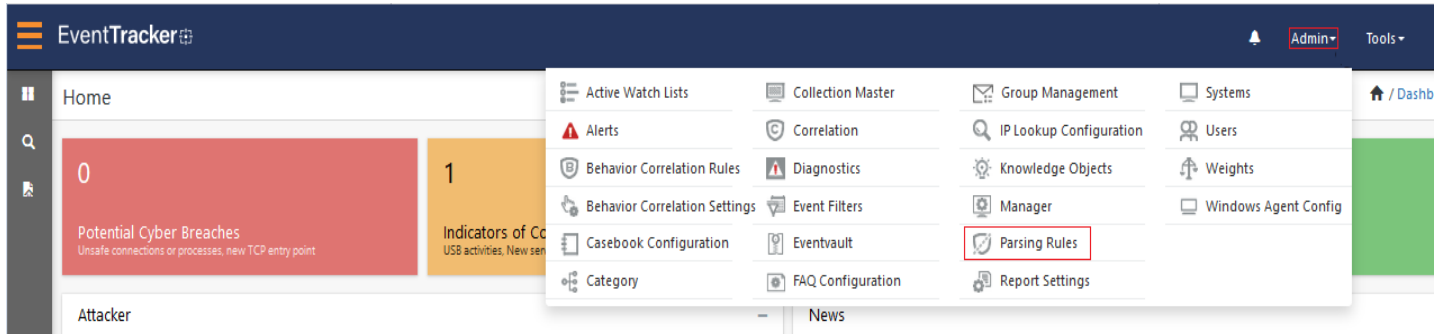 EventTracker
Admin
Tools
Home
/ Dashb
Active Watch Lists
Collection Master
Group Management
Systems
Alerts
Correlation
IP Lookup Configuration
Users
Behavior Correlation Rules
Diagnostics
Knowledge Objects
Weights
Behavior Correlation Settings
Event Filters
Manager
Windows Agent Config
Casebook Configuration
Eventvault
Parsing Rules
Category
FAQ Configuration
Report Settings
0
Potential Cyber Breaches
Unsafe connections or processes, new TCP entry point
1
Indicators of Co
USB activities, New ser
Attacker
News